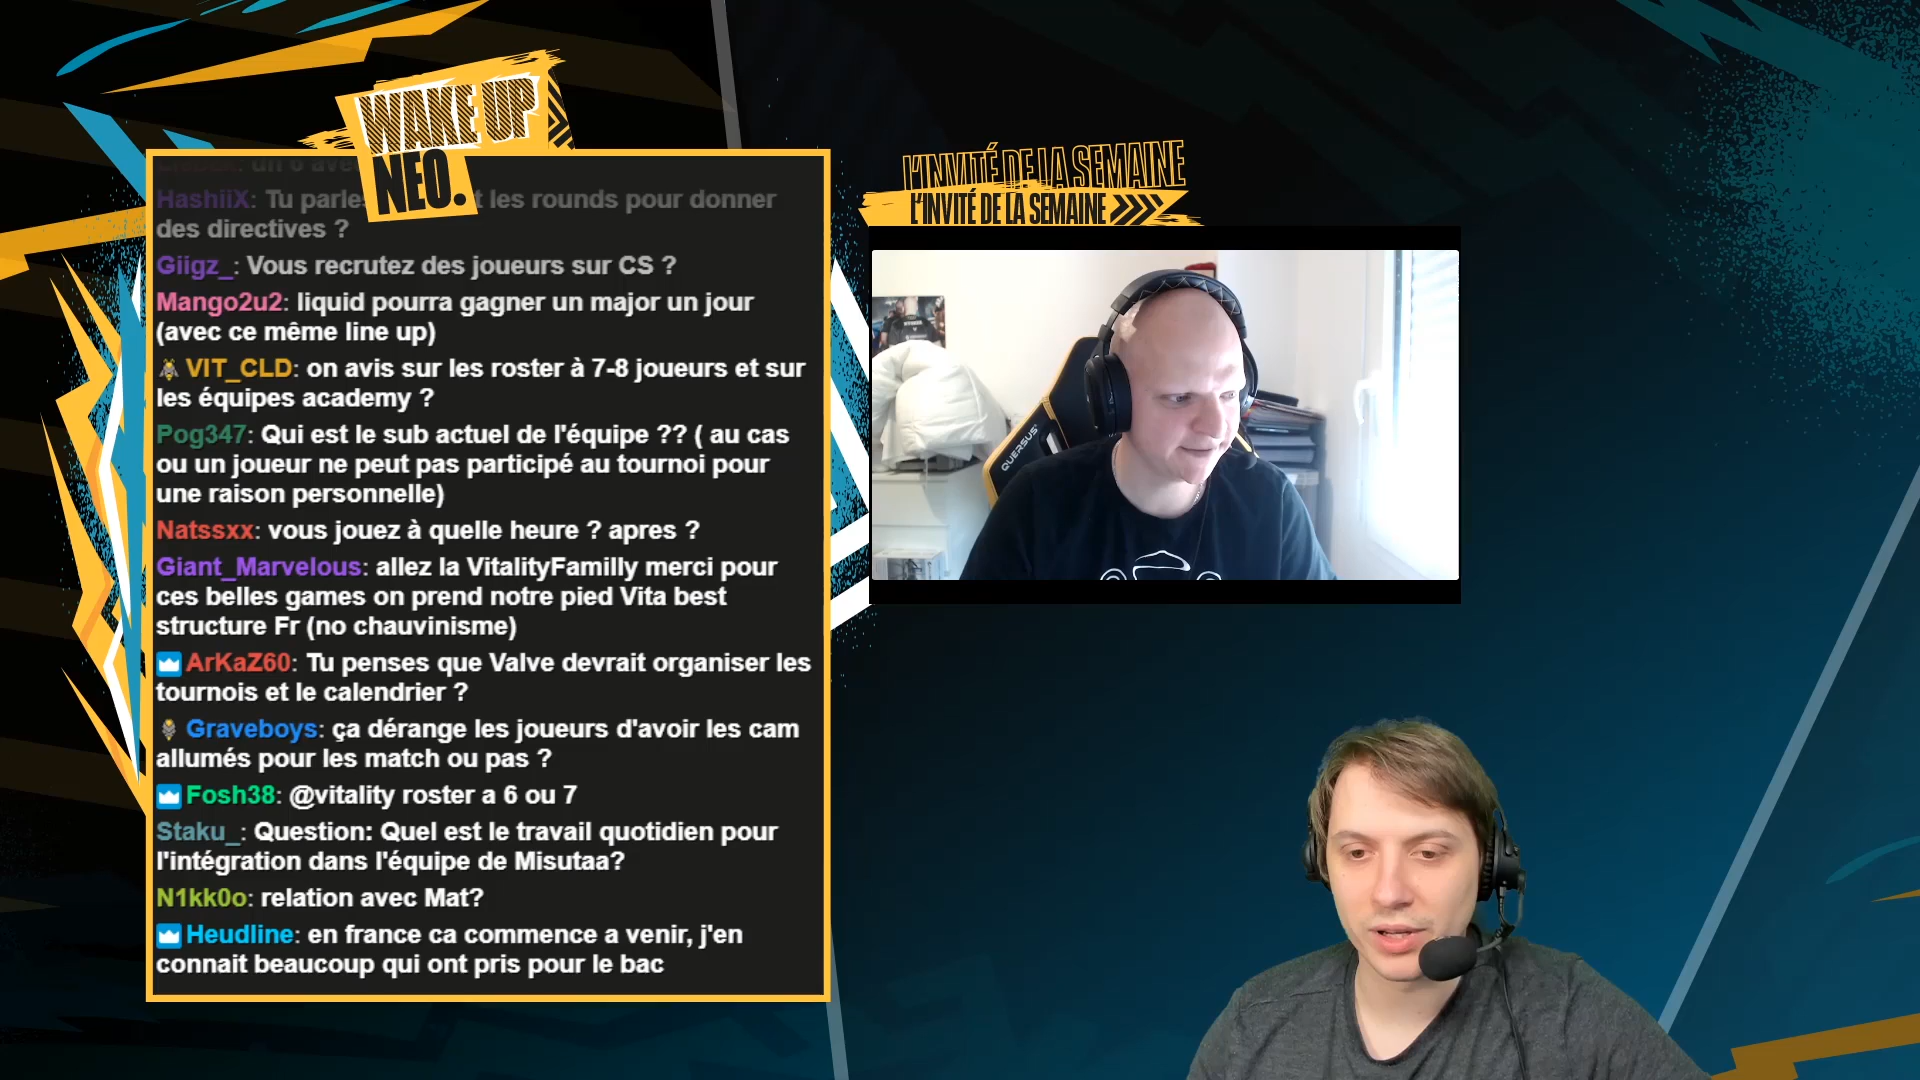 WAKE UP
NEO.
HashiiX: Tu parle les rounds pour donner
des directives ?
Giigz_: Vous recrutez des joueurs sur CS ?
Mango2u2: liquid pourra gagner un major un jour
(avec ce même line up)
VIT_CLD: on avis sur les roster à 7-8 joueurs et sur
les équipes academy ?
Pog347: Qui est le sub actuel de l'équipe ?? ( au cas
ou un joueur ne peut pas participé au tournoi pour
une raison personnelle)
Natssxx: vous jouez à quelle heure ? apres ?
Giant_Marvelous: allez la VitalityFamilly merci pour
ces belles games on prend notre pied Vita best
structure Fr (no chauvinisme)
ArKaZ60: Tu penses que Valve devrait organiser les
tournois et le calendrier ?
Graveboys: ça dérange les joueurs d'avoir les cam
allumés pour les match ou pas ?
Fosh38: @vitality roster a 6 ou 7
Staku_: Question: Quel est le travail quotidien pour
l'intégration dans l'équipe de Misutaa?
N1kk0o: relation avec Mat?
Heudline: en france ca commence a venir, j'en
connait beaucoup qui ont pris pour le bac
L'INVITÉ DE LA SEMAINE
L'INVITÉ DE LA SEMAINE
QUERSUS